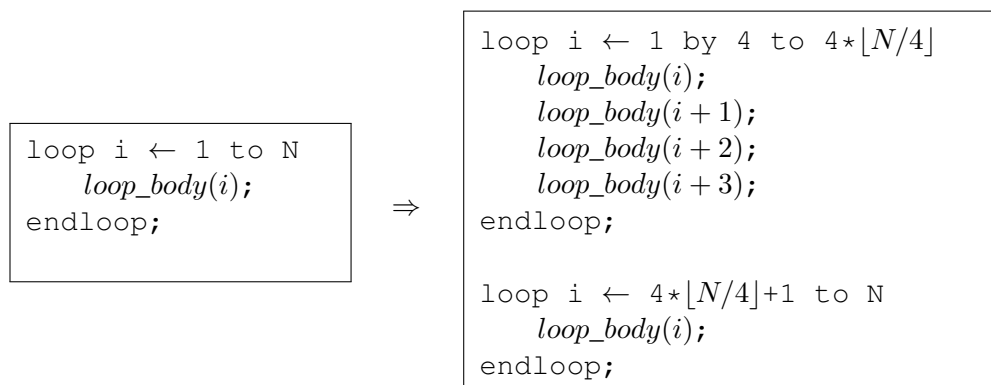 loop i ← 1 to N
loop_body(i);
endloop;
⇒
loop i ← 1 by 4 to 4*⌊N/4⌋
loop_body(i);
loop_body(i + 1);
loop_body(i + 2);
loop_body(i + 3);
endloop;
loop i ← 4*⌊N/4⌋+1 to N
loop_body(i);
endloop;